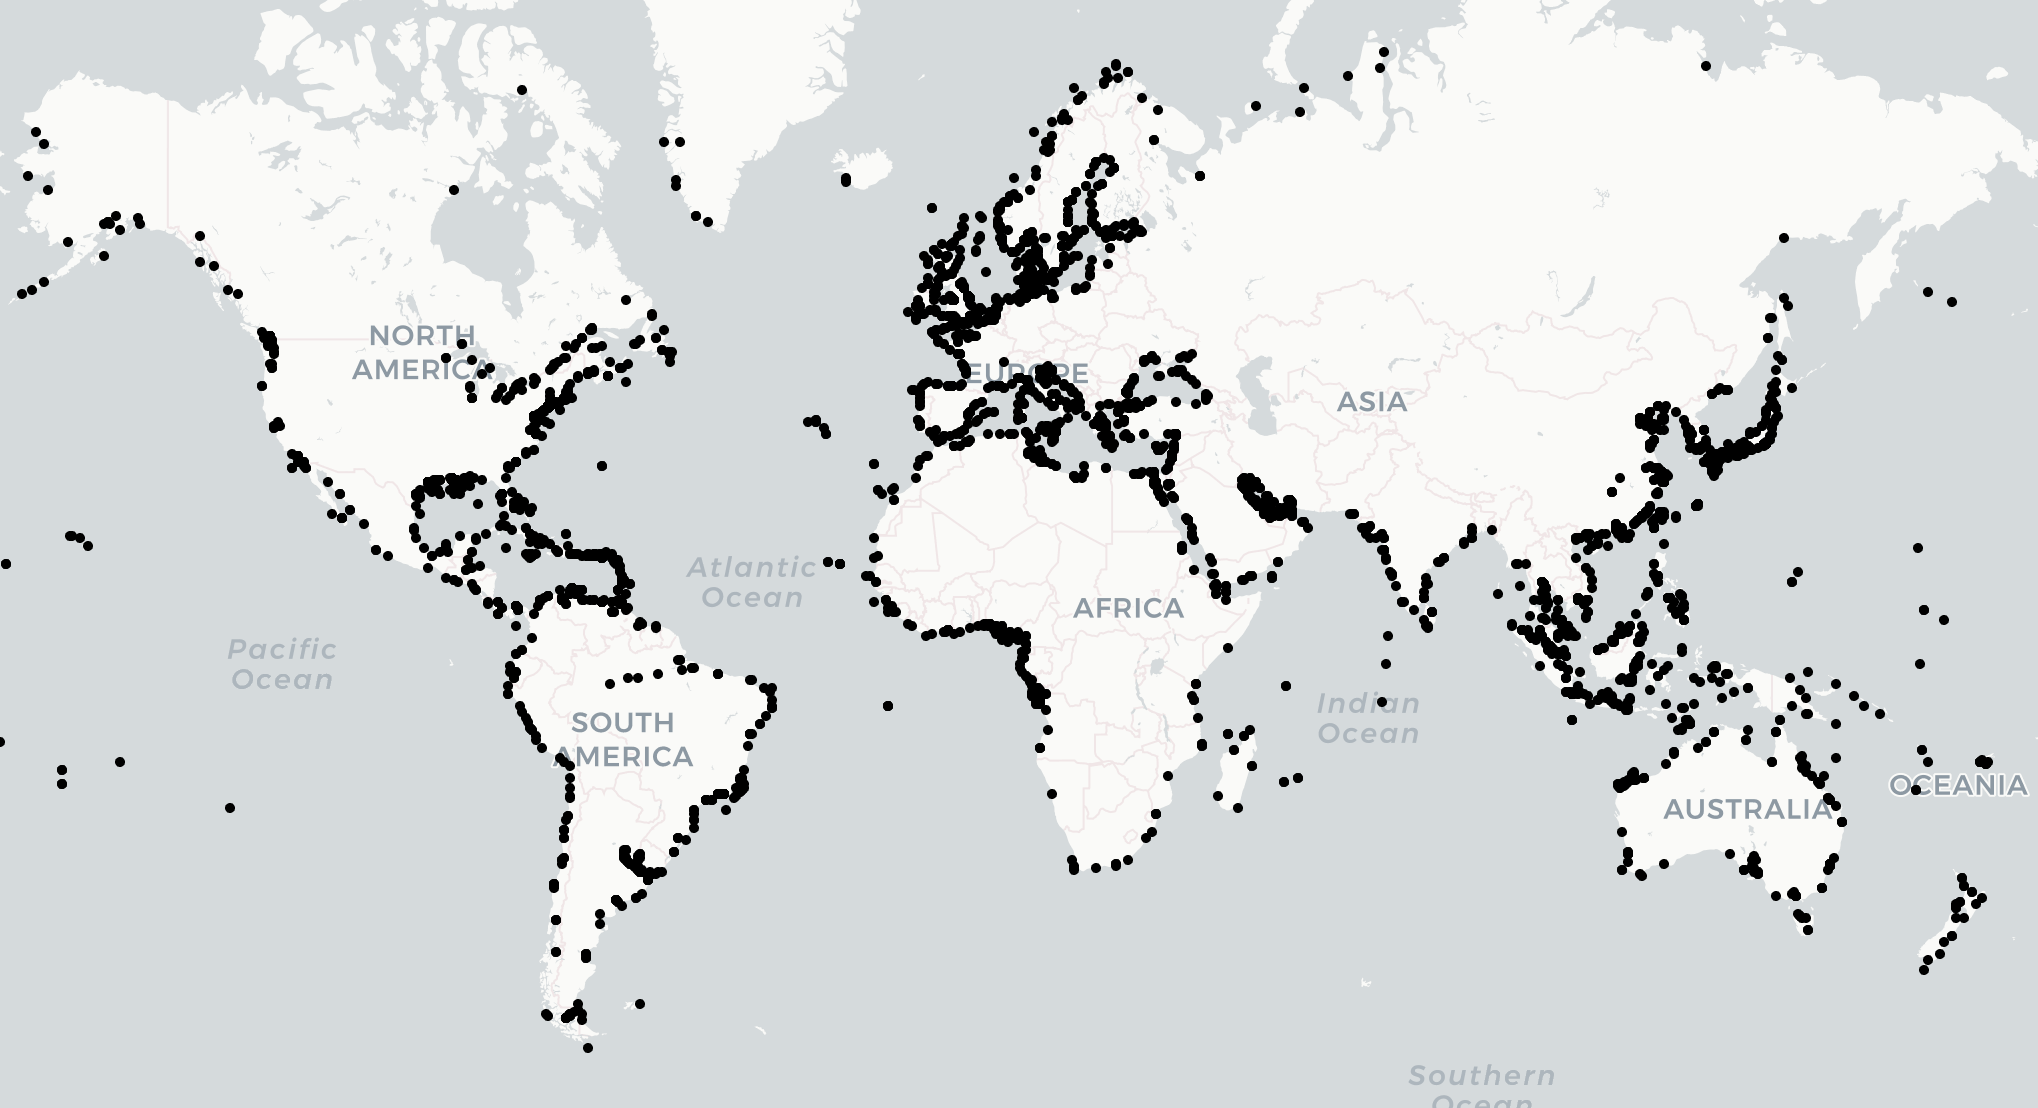 NORTH
AMERICA
EUROPE
ASIA
Atlantic
Ocean
AFRICA
Pacific
Ocean
SOUTH
AMERICA
Indian
Ocean
OCEANIA
AUSTRALIA
Southern
Ocean